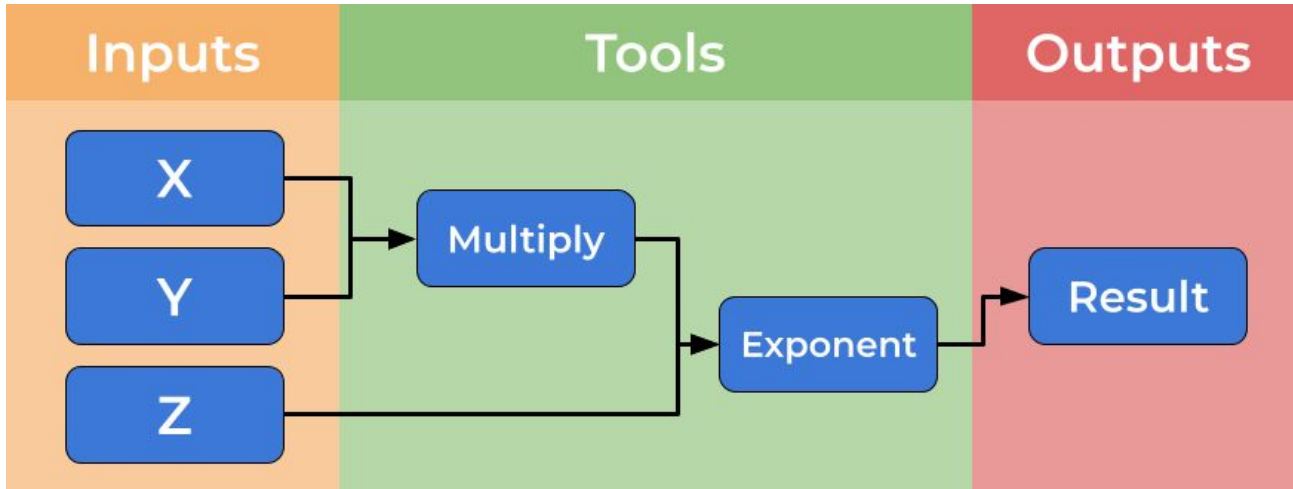 Inputs
Tools
Outputs
X
Y
Z
Multiply
Exponent
Result